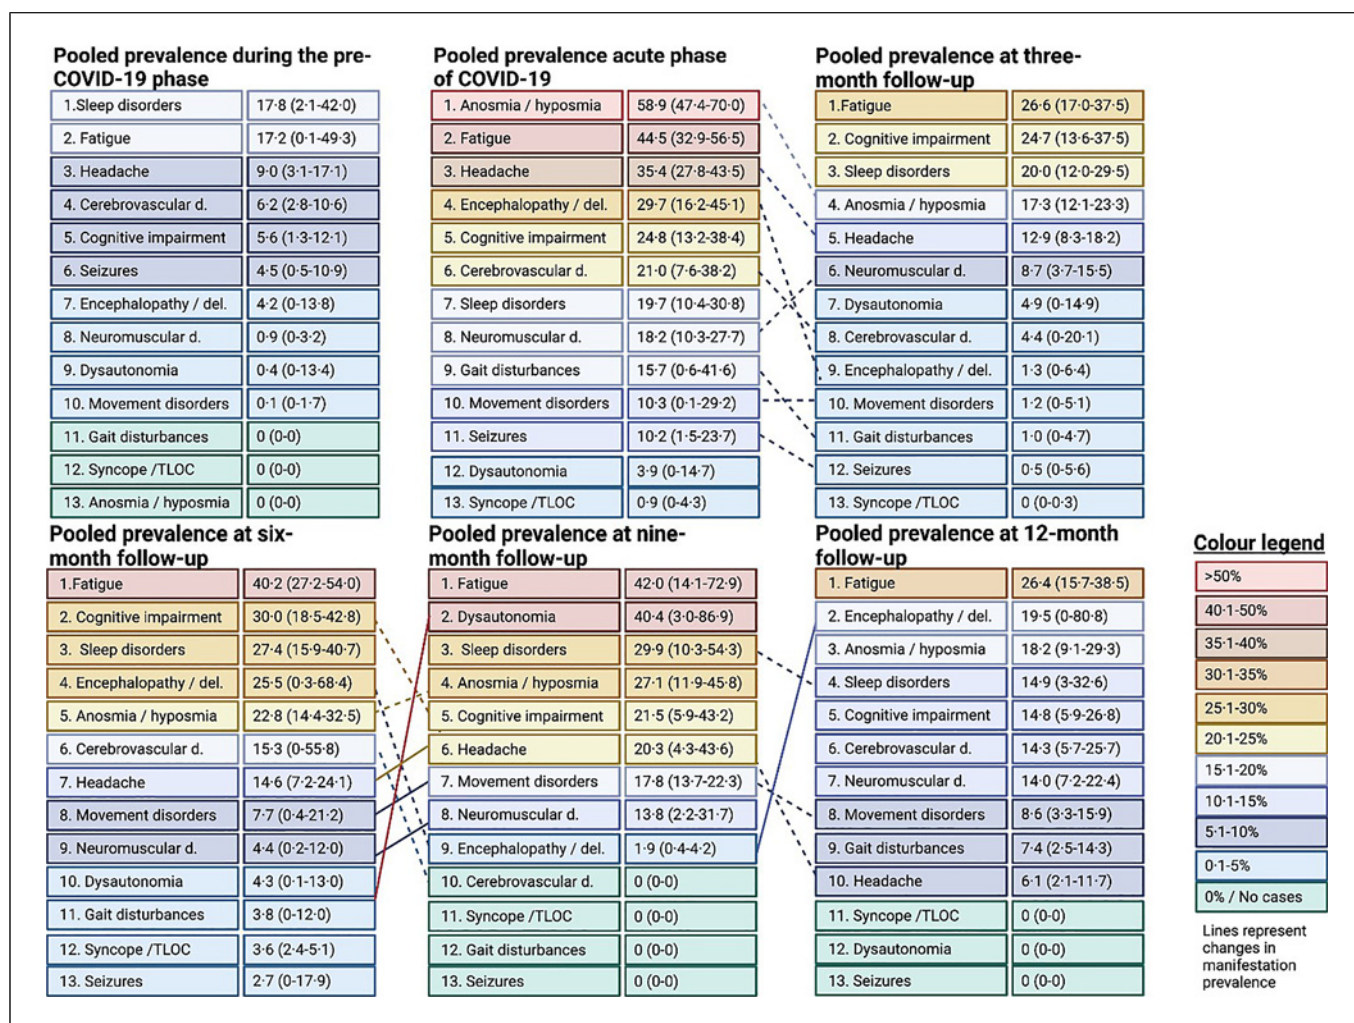 Pooled prevalence during the pre-
COVID-19 phase
1.Sleep disorders 17·8 (2·1-42·0)
2. Fatigue 17·2 (0·1-49·3)
3. Headache 9·0 (3·1-17·1)
4. Cerebrovascular d. 6·2 (2·8-10·6)
5. Cognitive impairment 5·6 (1·3-12·1)
6. Seizures 4·5 (0·5-10·9)
7. Encephalopathy / del. 4·2 (0-13·8)
8. Neuromuscular d. 0·9 (0-3·2)
9. Dysautonomia 0·4 (0-13·4)
10. Movement disorders 0·1 (0-1·7)
11. Gait disturbances 0 (0-0)
12. Syncope /TLOC 0 (0-0)
13. Anosmia / hyposmia 0 (0-0)
Pooled prevalence acute phase
of COVID-19
1. Anosmia / hyposmia 58·9 (47·4-70·0)
2. Fatigue 44·5 (32·9-56·5)
3. Headache 35·4 (27·8-43·5)
4. Encephalopathy / del. 29·7 (16·2-45·1)
5. Cognitive impairment 24·8 (13·2-38·4)
6. Cerebrovascular d. 21·0 (7·6-38·2)
7. Sleep disorders 19·7 (10·4-30·8)
8. Neuromuscular d. 18·2 (10·3-27·7)
9. Gait disturbances 15·7 (0·6-41·6)
10. Movement disorders 10·3 (0·1-29·2)
11. Seizures 10·2 (1·5-23·7)
12. Dysautonomia 3·9 (0-14·7)
13. Syncope /TLOC 0·9 (0-4·3)
Pooled prevalence at three-
month follow-up
1.Fatigue 26·6 (17·0-37·5)
2. Cognitive impairment 24·7 (13·6-37·5)
3. Sleep disorders 20·0 (12·0-29·5)
4. Anosmia / hyposmia 17·3 (12·1-23·3)
5. Headache 12·9 (8·3-18·2)
6. Neuromuscular d. 8·7 (3·7-15·5)
7. Dysautonomia 4·9 (0-14·9)
8. Cerebrovascular d. 4·4 (0-20·1)
9. Encephalopathy / del. 1·3 (0-6·4)
10. Movement disorders 1·2 (0-5·1)
11. Gait disturbances 1·0 (0-4·7)
12. Seizures 0·5 (0-5·6)
13. Syncope /TLOC 0 (0-0·3)
Pooled prevalence at six-
month follow-up
1.Fatigue 40·2 (27·2-54·0)
2. Cognitive impairment 30·0 (18·5-42·8)
3. Sleep disorders 27·4 (15·9-40·7)
4. Encephalopathy / del. 25·5 (0·3-68·4)
5. Anosmia / hyposmia 22·8 (14·4-32·5)
6. Cerebrovascular d. 15·3 (0-55·8)
7. Headache 14·6 (7·2-24·1)
8. Movement disorders 7·7 (0·4-21·2)
9. Neuromuscular d. 4·4 (0·2-12·0)
10. Dysautonomia 4·3 (0·1-13·0)
11. Gait disturbances 3·8 (0-12·0)
12. Syncope /TLOC 3·6 (2·4-5·1)
13. Seizures 2·7 (0-17·9)
Pooled prevalence at nine-
month follow-up
1. Fatigue 42·0 (14·1-72·9)
2. Dysautonomia 40·4 (3·0-86·9)
3. Sleep disorders 29·9 (10·3-54·3)
4. Anosmia / hyposmia 27·1 (11·9-45·8)
5. Cognitive impairment 21·5 (5·9-43·2)
6. Headache 20·3 (4·3-43·6)
7. Movement disorders 17·8 (13·7-22·3)
8. Neuromuscular d. 13·8 (2·2-31·7)
9. Encephalopathy / del. 1·9 (0·4-4·2)
10. Cerebrovascular d. 0 (0-0)
11. Syncope /TLOC 0 (0-0)
12. Gait disturbances 0 (0-0)
13. Seizures 0 (0-0)
Pooled prevalence at 12-month
follow-up
1. Fatigue 26·4 (15·7-38·5)
2. Encephalopathy / del. 19·5 (0-80·8)
3. Anosmia / hyposmia 18·2 (9·1-29·3)
4. Sleep disorders 14·9 (3-32·6)
5. Cognitive impairment 14·8 (5·9-26·8)
6. Cerebrovascular d. 14·3 (5·7-25·7)
7. Neuromuscular d. 14·0 (7·2-22·4)
8. Movement disorders 8·6 (3·3-15·9)
9. Gait disturbances 7·4 (2·5-14·3)
10. Headache 6·1 (2·1-11·7)
11. Syncope /TLOC 0 (0-0)
12. Dysautonomia 0 (0-0)
13. Seizures 0 (0-0)
Colour legend
>50%
40·1-50%
35·1-40%
30·1-35%
25·1-30%
20·1-25%
15·1-20%
10·1-15%
5·1-10%
0·1-5%
0% / No cases
Lines represent
changes in
manifestation
prevalence